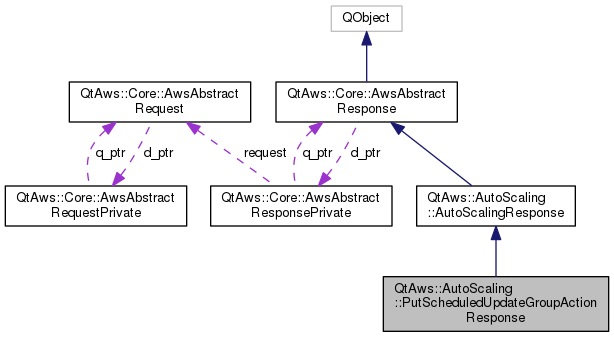 QObject
QtAws::Core::AwsAbstract
Request
QtAws::Core::AwsAbstract
Response
q_ptr
d_ptr
request
q_ptr
d_ptr
QtAws::Core::AwsAbstract
RequestPrivate
QtAws::Core::AwsAbstract
ResponsePrivate
QtAws::AutoScaling
::AutoScalingResponse
QtAws::AutoScaling
::PutScheduledUpdateGroupAction
Response